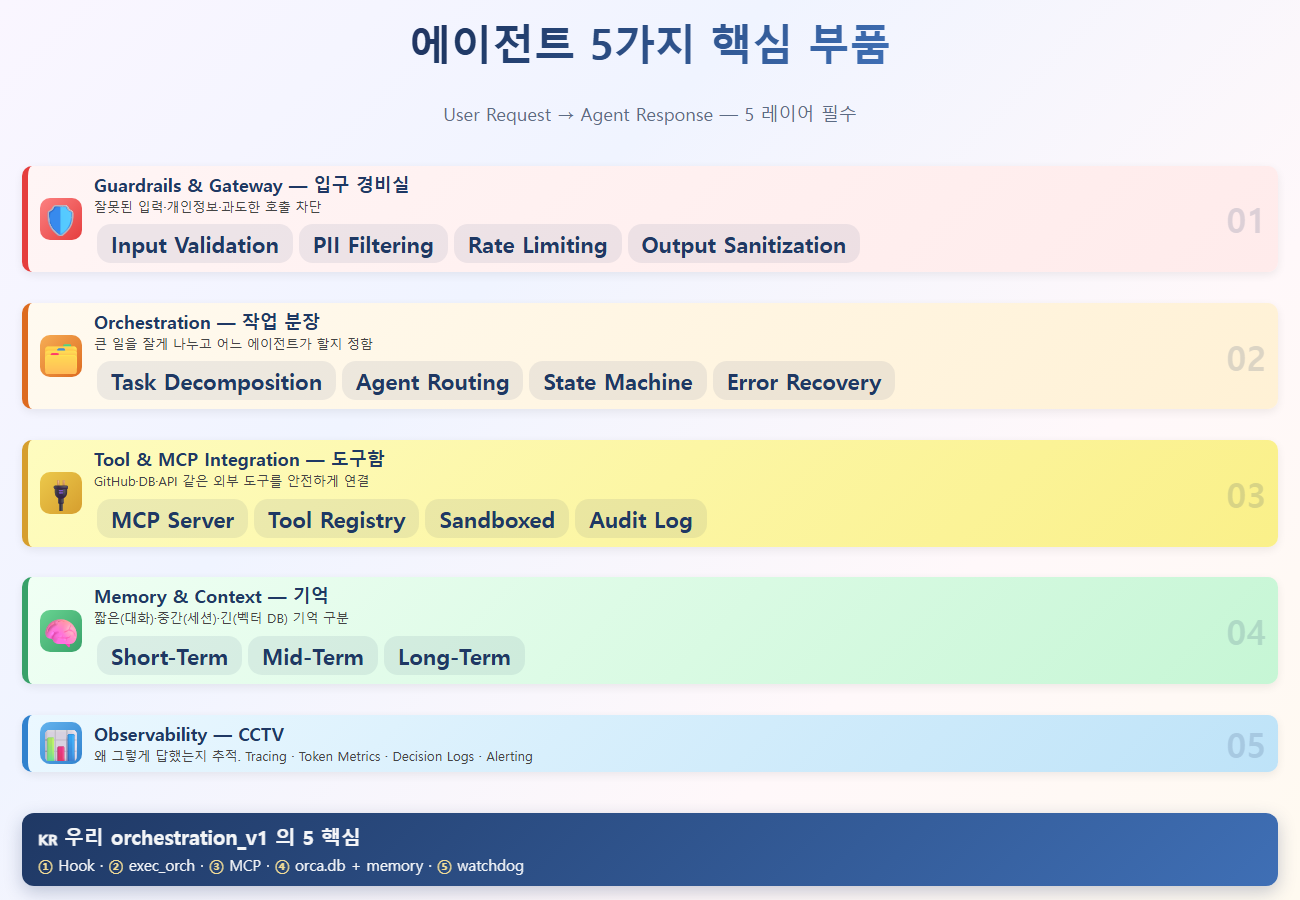 에이전트 5가지 핵심 부품
User Request → Agent Response — 5 레이어 필수
Guardrails & Gateway — 입구 경비실
잘못된 입력·개인정보·과도한 호출 차단
Input Validation PII Filtering Rate Limiting Output Sanitization
01
Orchestration — 작업 분장
큰 일을 잘게 나누고 어느 에이전트가 할지 정함
Task Decomposition Agent Routing State Machine Error Recovery
02
Tool & MCP Integration — 도구함
GitHub·DB·API 같은 외부 도구를 안전하게 연결
MCP Server Tool Registry Sandboxed Audit Log
03
Memory & Context — 기억
짧은(대화)·중간(세션)·긴(벡터 DB) 기억 구분
Short-Term Mid-Term Long-Term
04
Observability — CCTV
왜 그렇게 답했는지 추적. Tracing · Token Metrics · Decision Logs · Alerting
05
KR 우리 orchestration_v1 의 5 핵심
① Hook · ② exec_orch · ③ MCP · ④ orca.db + memory · ⑤ watchdog